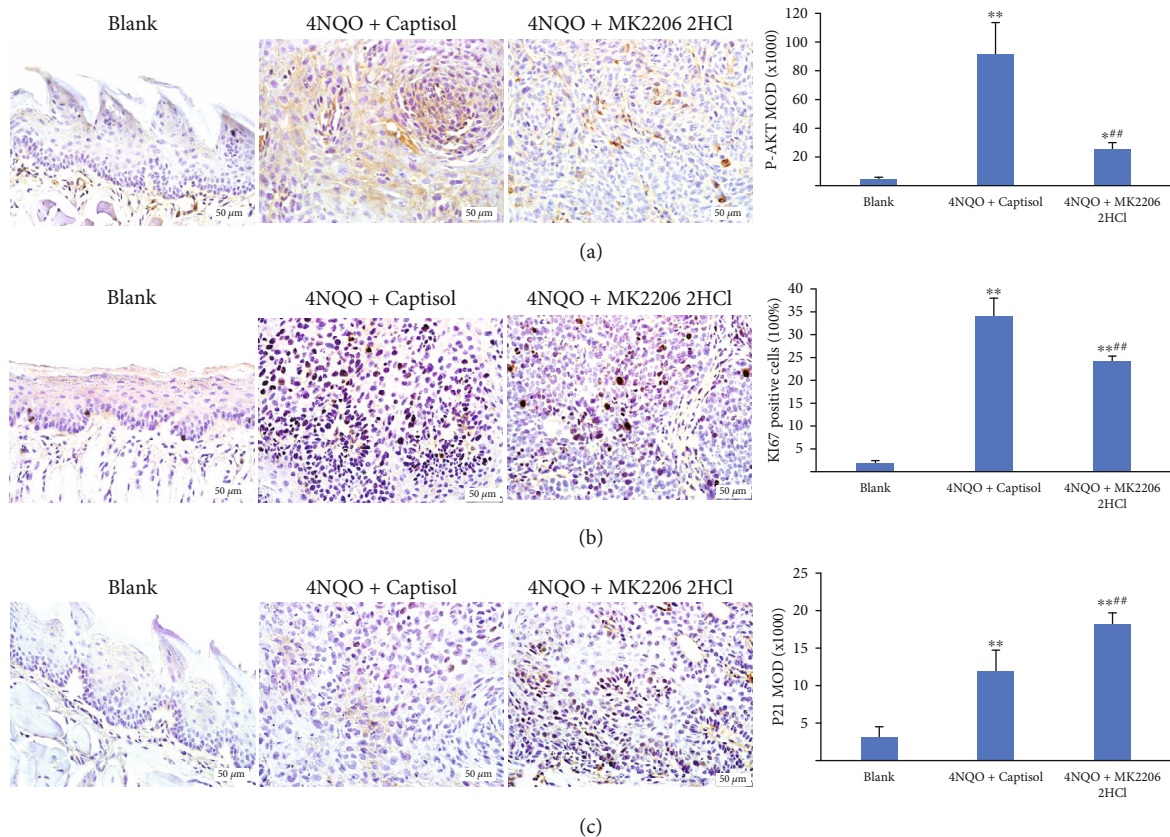 Blank
4NQO + Captisol
4NQO + MK2206 2HCl
50 μm
50 μm
50 μm
P-AKT MOD (x1000)
120
100
80
60
40
20
**
*##
Blank
4NQO + Captisol
4NQO + MK2206
2HCl
(a)
Blank
4NQO + Captisol
4NQO + MK2206 2HCl
50 μm
50 μm
50 μm
KI67 positive cells (100%)
40
35
30
25
20
15
10
5
**
**##
Blank
4NQO + Captisol
4NQO + MK2206
2HCl
(b)
Blank
4NQO + Captisol
4NQO + MK2206 2HCl
50 μm
50 μm
50 μm
P21 MOD (x1000)
25
20
15
10
5
**
**##
Blank
4NQO + Captisol
4NQO + MK2206
2HCl
(c)